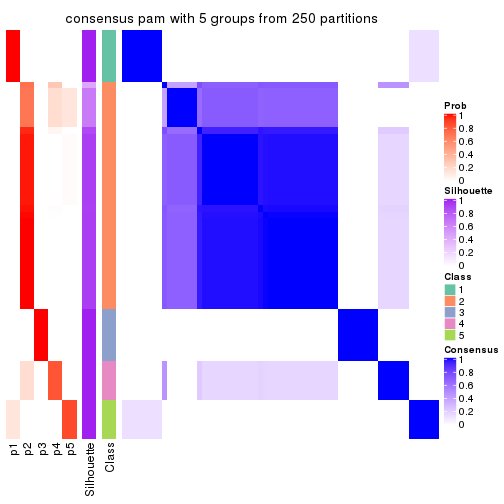 consensus pam with 5 groups from 250 partitions
Prob
1
0.8
0.6
0.4
0.2
0
Silhouette
1
0.8
0.6
0.4
0.2
0
Class
1
2
3
4
5
Consensus
1
0.8
0.6
0.4
0.2
0
p1
p2
p3
p4
p5
Silhouette
Class